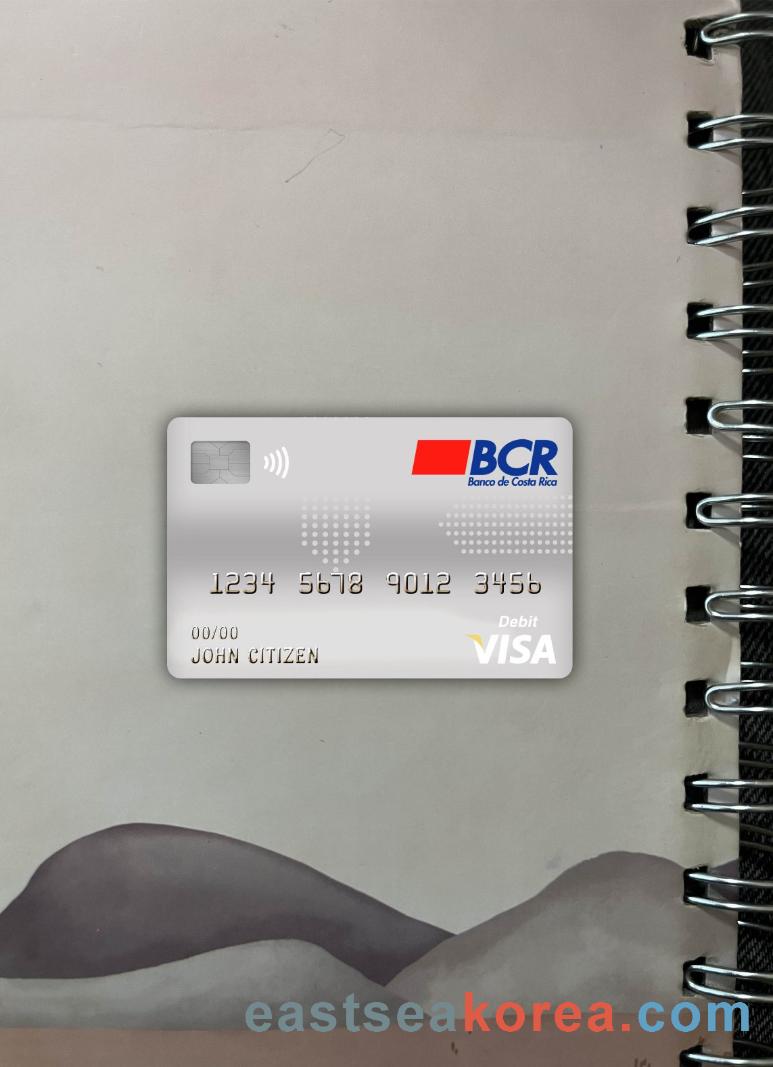 BCR
Banco de Costa Rica
1234 5678 9012 3456
00/00
JOHN CITIZEN
Debit
VISA
eastseakorea.com